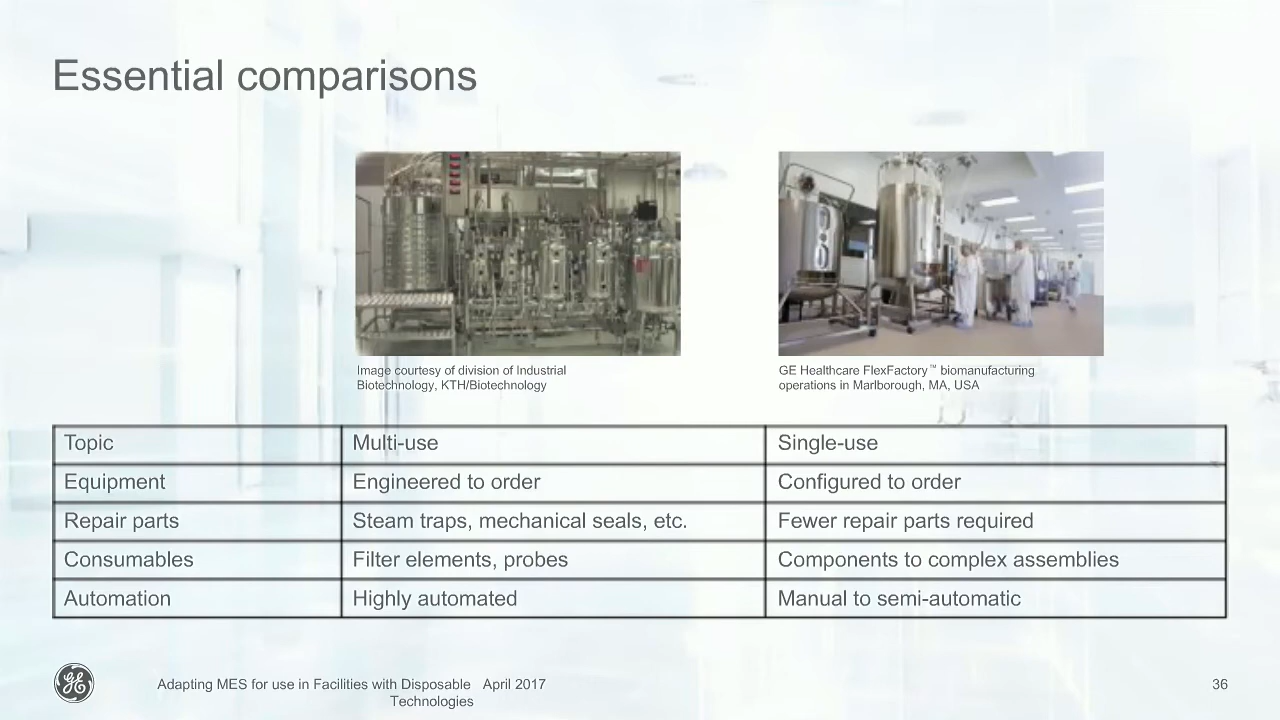 Essential comparisons
Image courtesy of division of Industrial
Biotechnology, KTH/Biotechnology
GE Healthcare FlexFactory™ biomanufacturing
operations in Marlborough, MA, USA
Topic Multi-use Single-use
Equipment Engineered to order Configured to order
Repair parts Steam traps, mechanical seals, etc. Fewer repair parts required
Consumables Filter elements, probes Components to complex assemblies
Automation Highly automated Manual to semi-automatic
GE
Adapting MES for use in Facilities with Disposable April 2017 36
Technologies